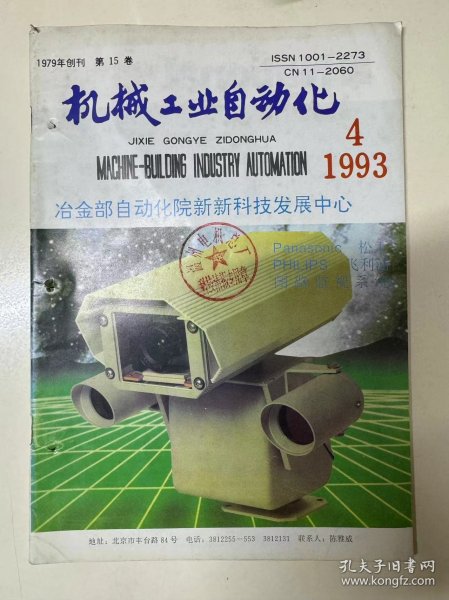 1979年创刊 第15卷
ISSN 1001-2273
CN 11-2060
机械工业自动化
JIXIE GONGYE ZIDONGHUA
MACHINE-BUILDING INDUSTRY AUTOMATION
4
1993
冶金部自动化院新新科技发展中心
Panasonic 松
PHILIPS 飞利
地址：北京市丰台路84号 电话：3812255-553 3812131 联系人：陈雅威
孔夫子旧书网
www.kongfz.com